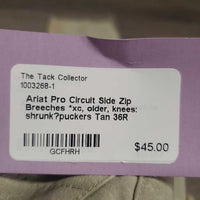 The Tack Collector
1003268-1
Ariat Pro Circuit Side Zip
Breeches *xc, older, knees:
shrunk?puckers Tan 36R
GCFHRH
$45.00